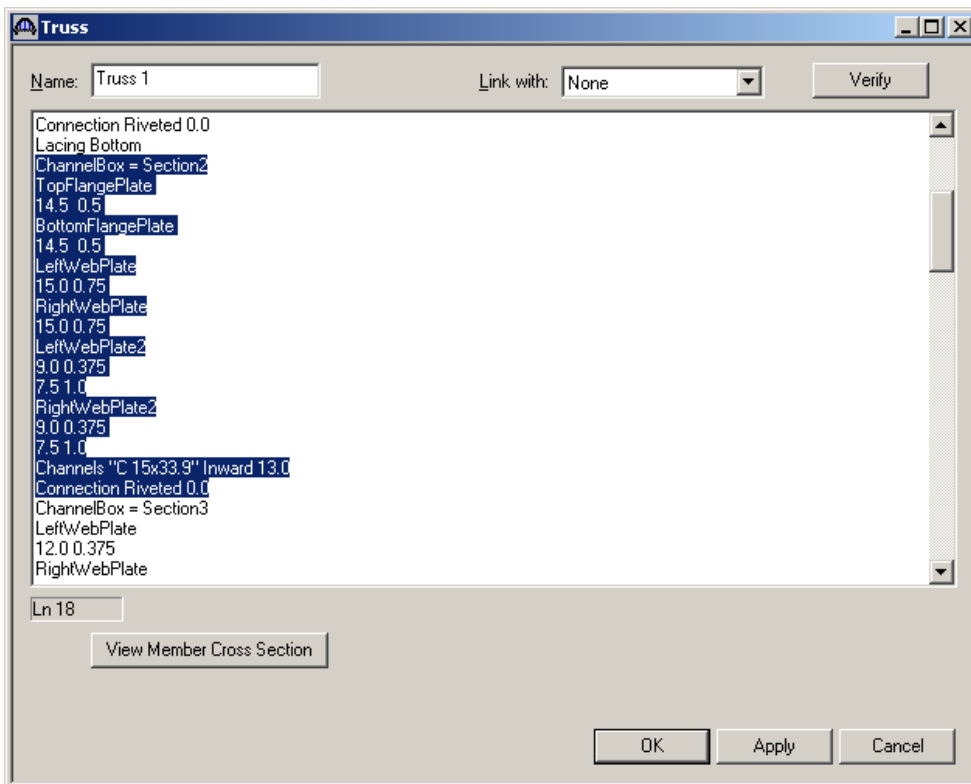 Truss
Name: Truss 1 Link with: None Verify
Connection Riveted 0.0
Lacing Bottom
ChannelBox = Section2
TopFlangePlate
14.5 0.5
BottomFlangePlate
14.5 0.5
LeftWebPlate
15.0 0.75
RightWebPlate
15.0 0.75
LeftWebPlate2
9.0 0.375
7.5 1.0
RightWebPlate2
9.0 0.375
7.5 1.0
Channels "C 15x33.9" Inward 13.0
Connection Riveted 0.0
ChannelBox = Section3
LeftWebPlate
12.0 0.375
RightWebPlate
Ln 18
View Member Cross Section
OK Apply Cancel